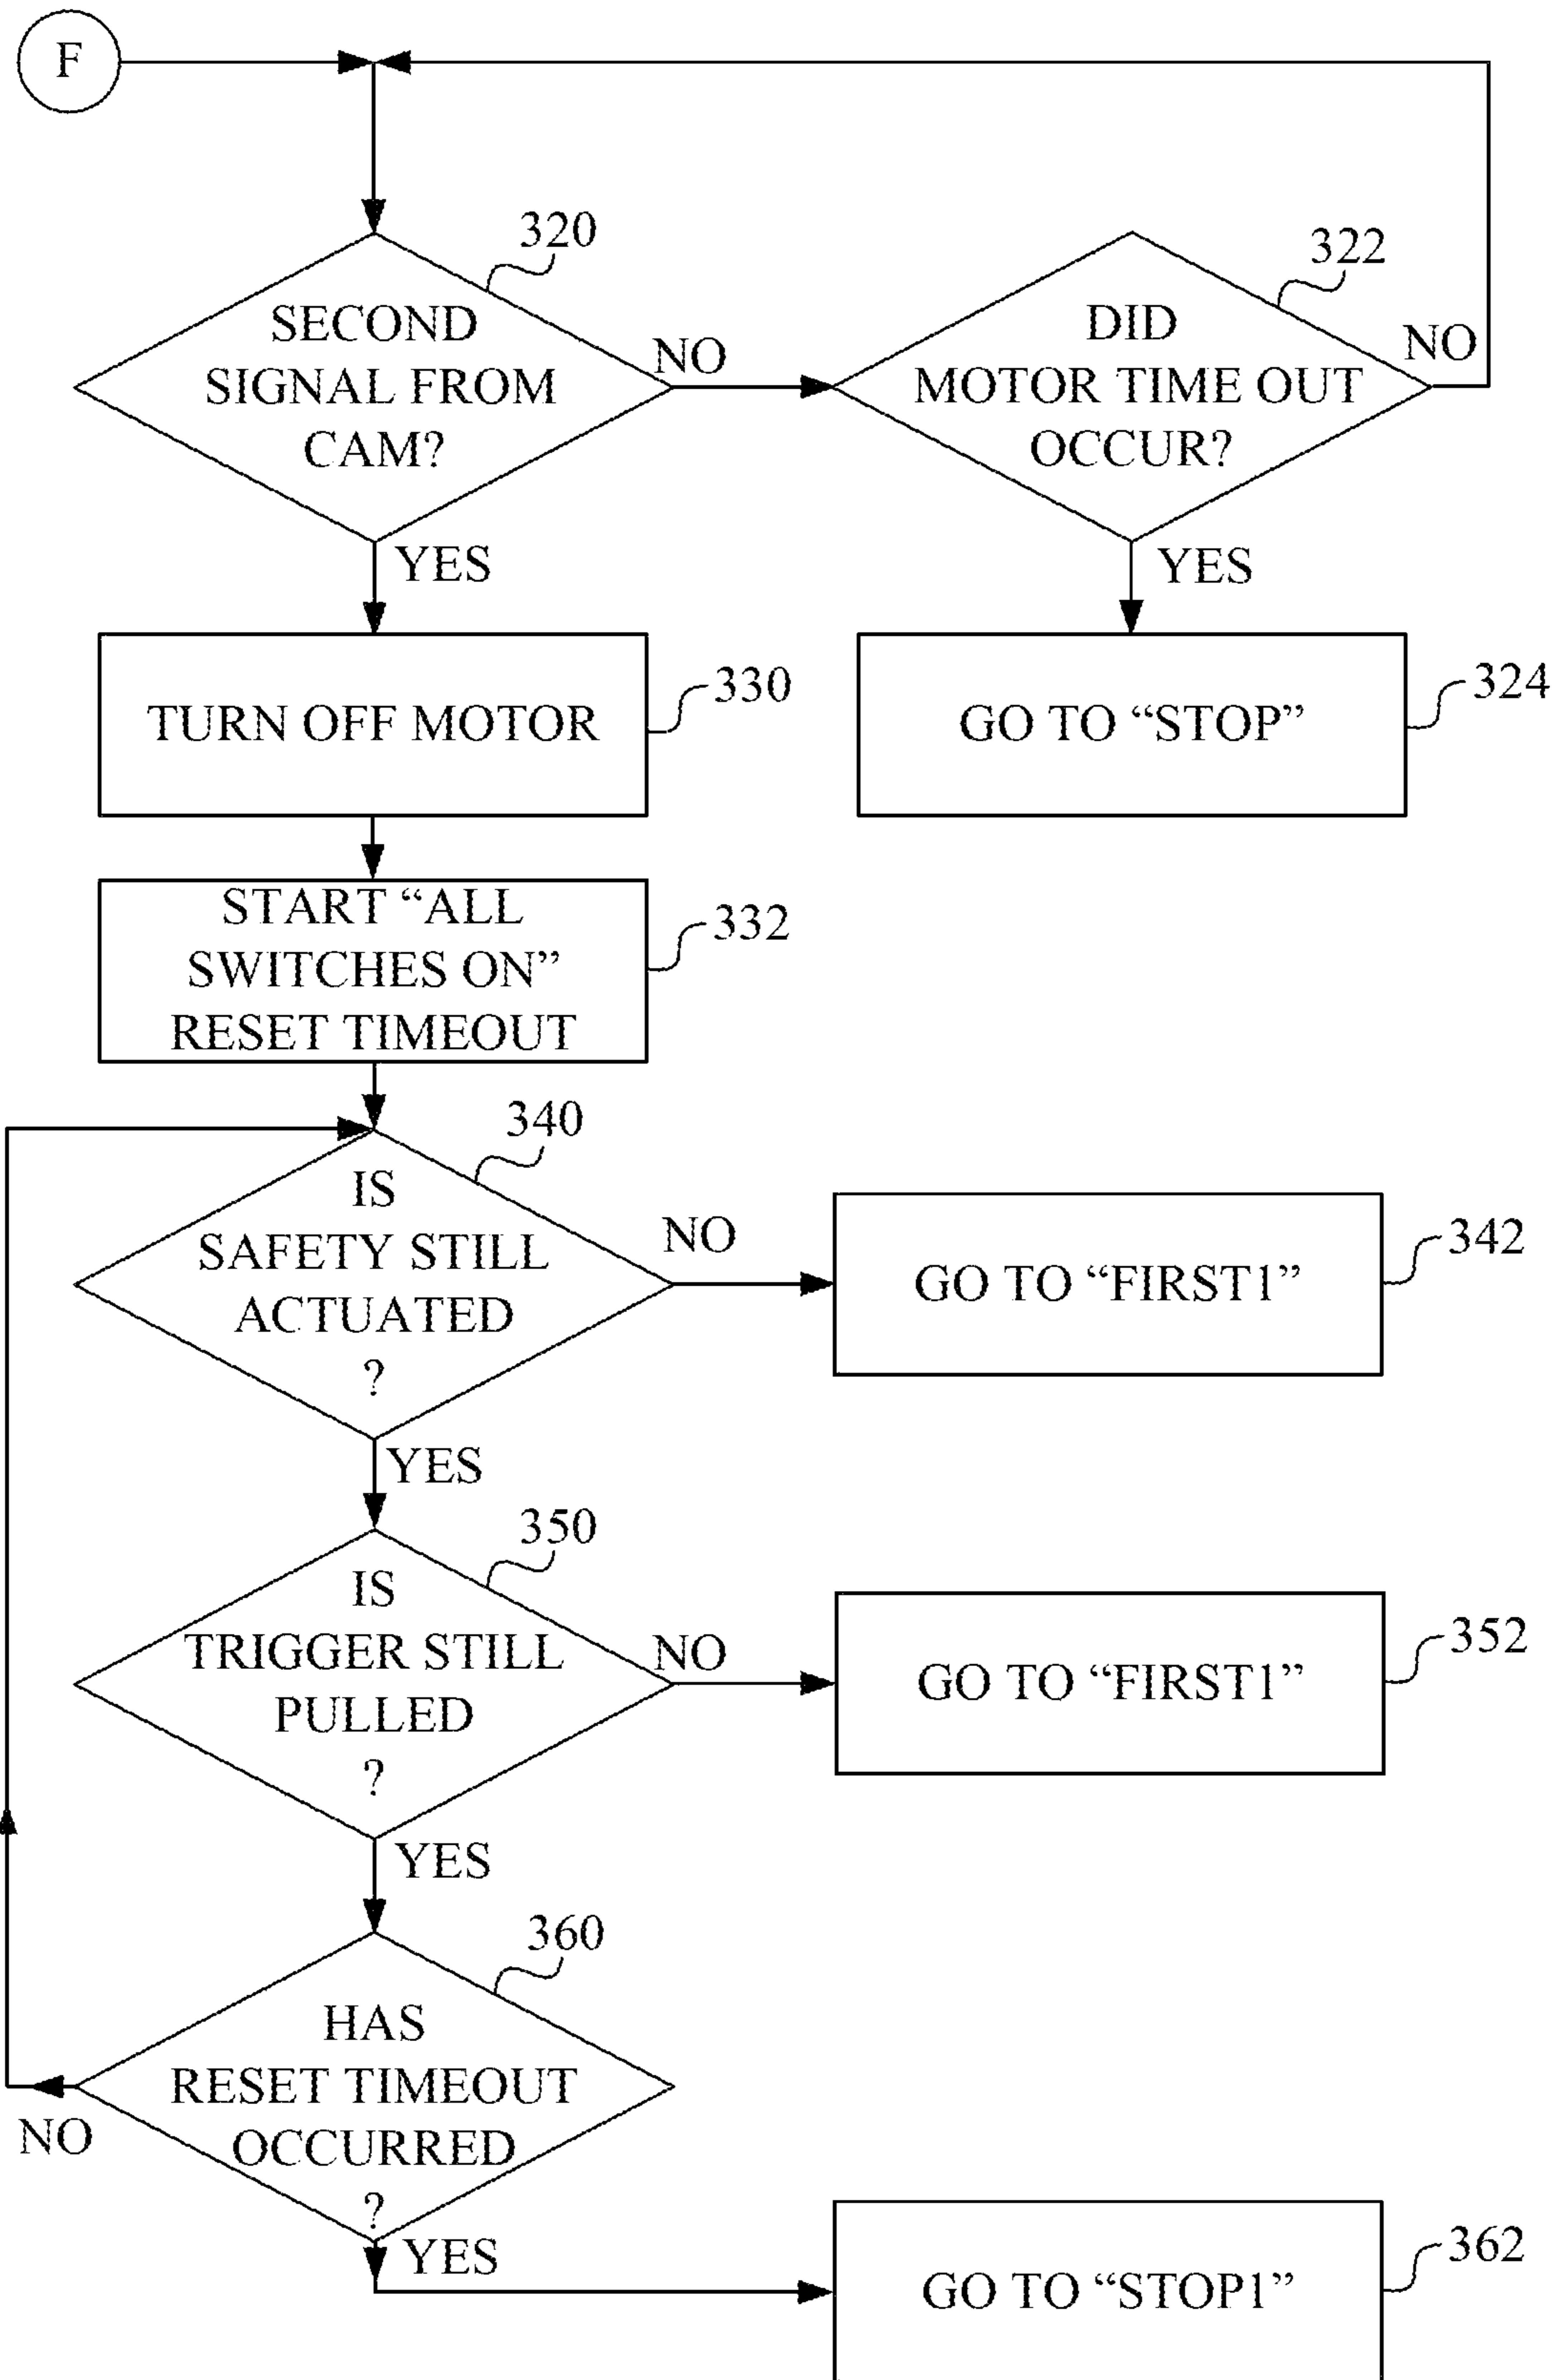 F
320
SECOND
SIGNAL FROM
CAM?
NO
YES
322
DID
MOTOR TIME OUT
OCCUR?
NO
YES
TURN OFF MOTOR
330
GO TO “STOP”
324
START “ALL
SWITCHES ON”
RESET TIMEOUT
332
340
IS
SAFETY STILL
ACTUATED
?
NO
YES
GO TO “FIRST1”
342
350
IS
TRIGGER STILL
PULLED
?
NO
YES
GO TO “FIRST1”
352
360
HAS
RESET TIMEOUT
OCCURRED
?
NO
YES
GO TO “STOP1”
362